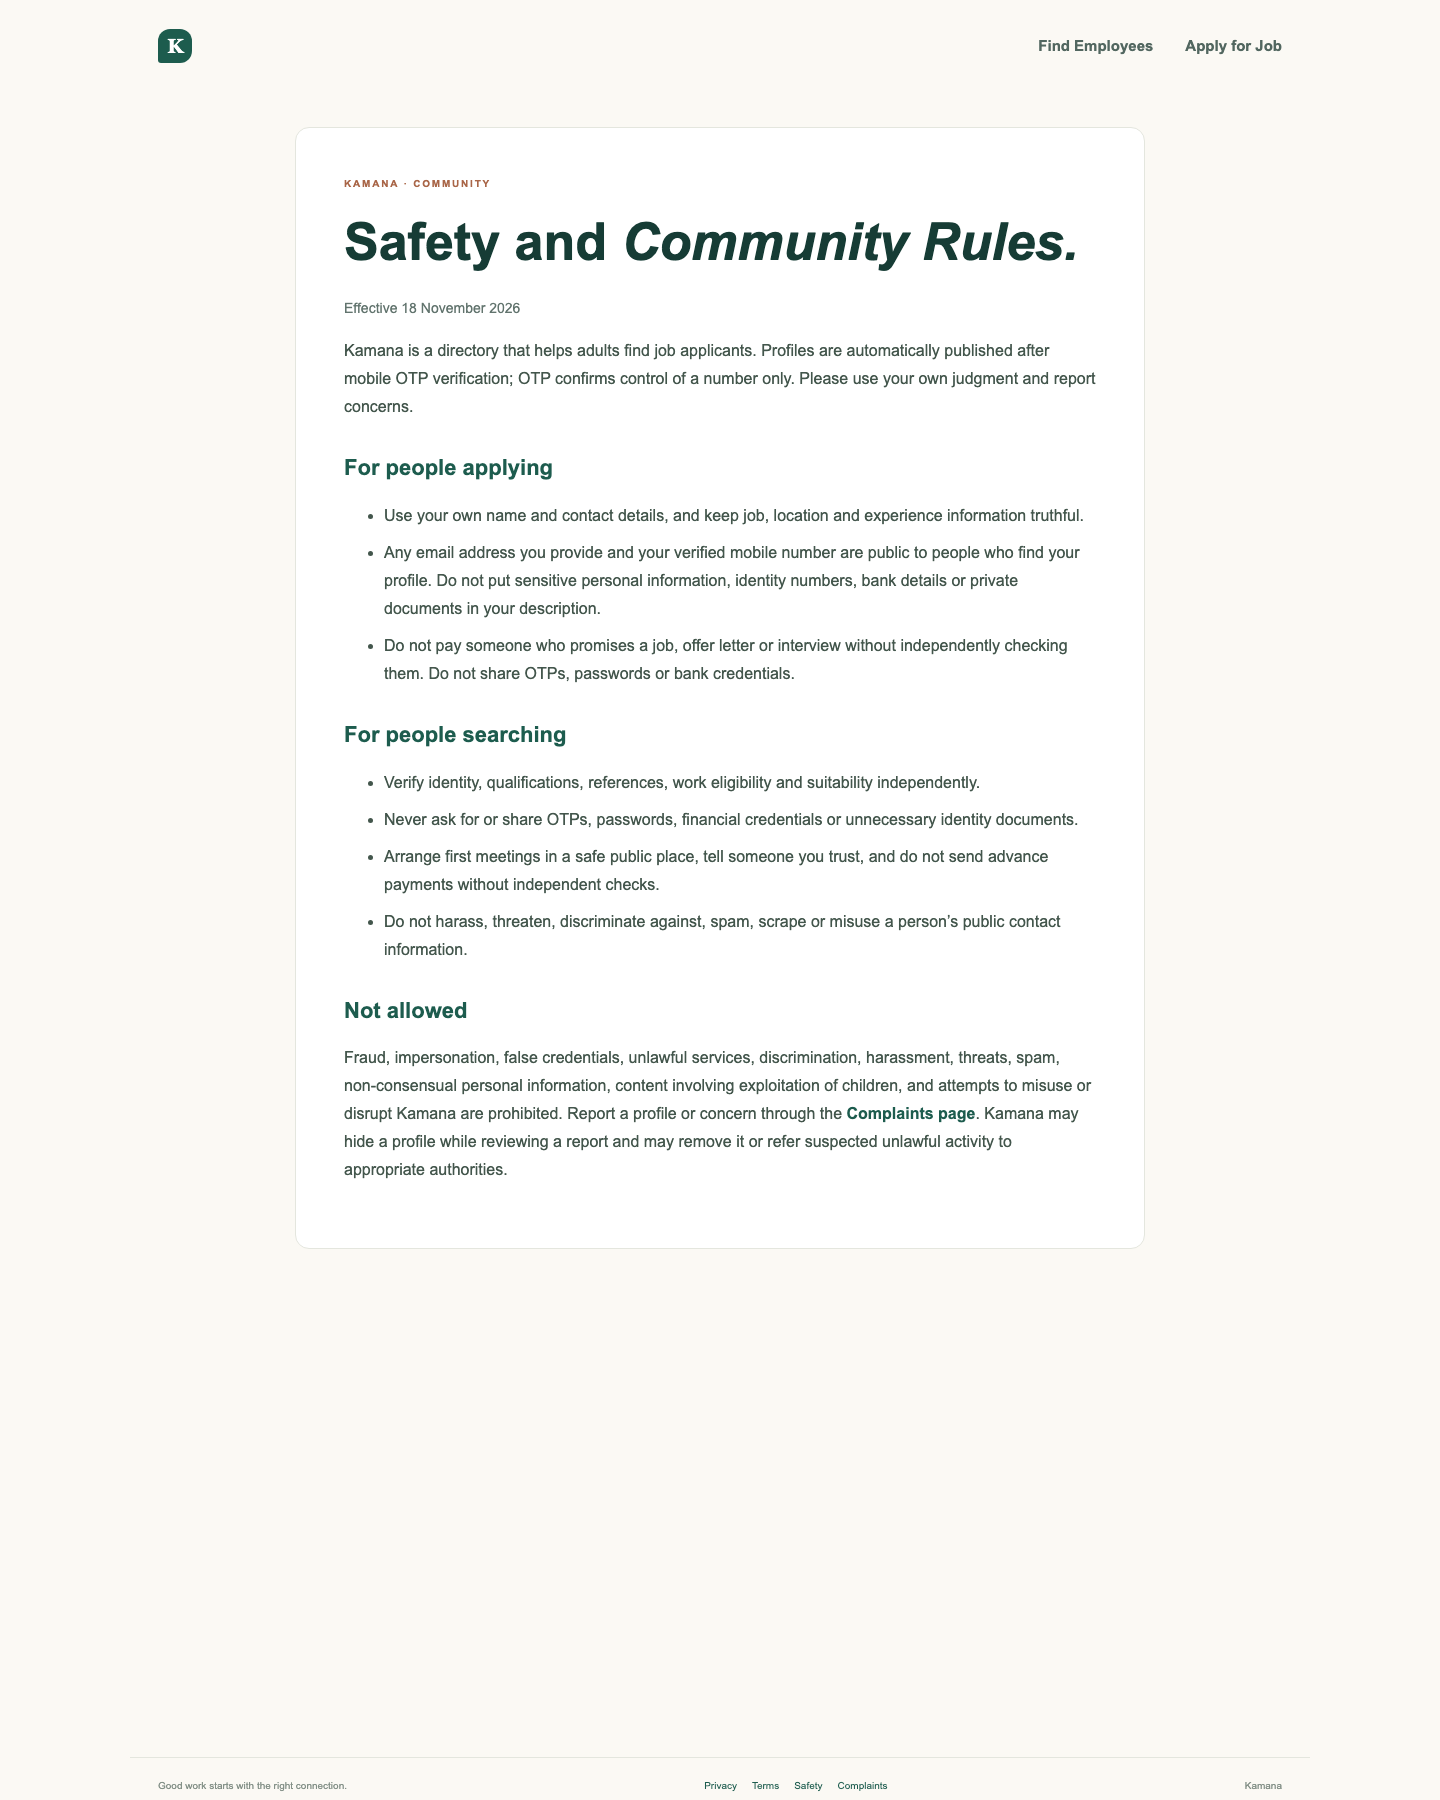 K
Find Employees
Apply for Job
KAMANA · COMMUNITY
Safety and Community Rules.
Effective 18 November 2026
Kamana is a directory that helps adults find job applicants. Profiles are automatically published after
mobile OTP verification; OTP confirms control of a number only. Please use your own judgment and report
concerns.
For people applying
• Use your own name and contact details, and keep job, location and experience information truthful.
• Any email address you provide and your verified mobile number are public to people who find your
profile. Do not put sensitive personal information, identity numbers, bank details or private
documents in your description.
• Do not pay someone who promises a job, offer letter or interview without independently checking
them. Do not share OTPs, passwords or bank credentials.
For people searching
• Verify identity, qualifications, references, work eligibility and suitability independently.
• Never ask for or share OTPs, passwords, financial credentials or unnecessary identity documents.
• Arrange first meetings in a safe public place, tell someone you trust, and do not send advance
payments without independent checks.
• Do not harass, threaten, discriminate against, spam, scrape or misuse a person’s public contact
information.
Not allowed
Fraud, impersonation, false credentials, unlawful services, discrimination, harassment, threats, spam,
non-consensual personal information, content involving exploitation of children, and attempts to misuse or
disrupt Kamana are prohibited. Report a profile or concern through the Complaints page. Kamana may
hide a profile while reviewing a report and may remove it or refer suspected unlawful activity to
appropriate authorities.
Good work starts with the right connection.
Privacy
Terms
Safety
Complaints
Kamana